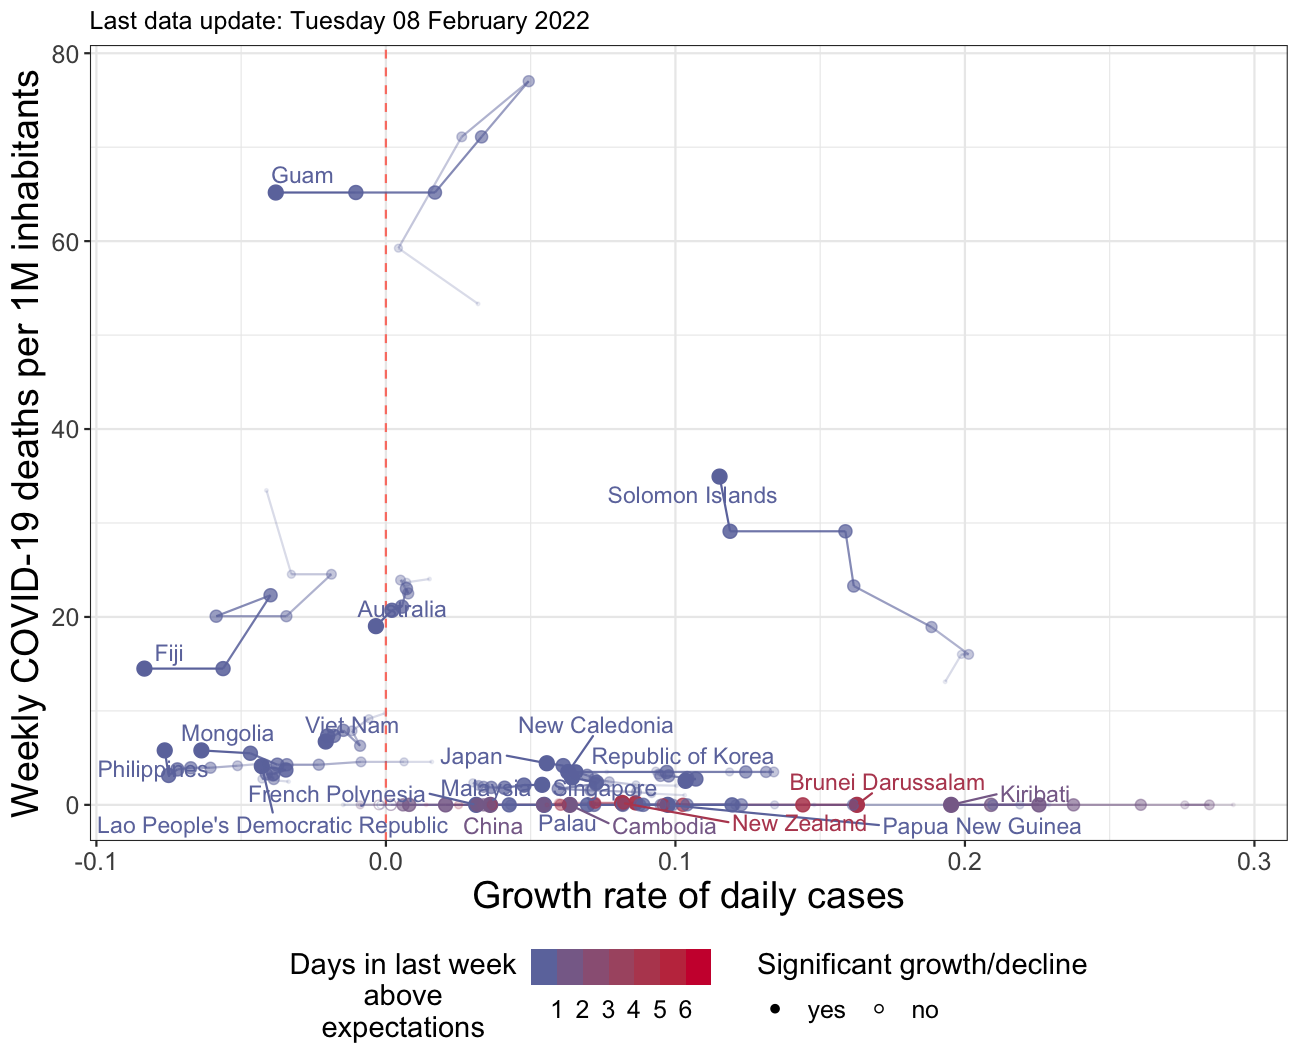 Last data update: Tuesday 08 February 2022
Weekly COVID-19 deaths per 1M inhabitants
80
60
40
20
0
Guam
Solomon Islands
Australia
Fiji
Viet Nam
New Caledonia
Mongolia
Japan
Republic of Korea
Philippines
Brunei Darussalam
French Polynesia
Malaysia
Singapore
Kiribati
Lao People's Democratic Republic
China
Palau
Cambodia
New Zealand
Papua New Guinea
-0.1
0.0
0.1
0.2
0.3
Growth rate of daily cases
Days in last week
above
expectations
1 2 3 4 5 6
Significant growth/decline
yes
no